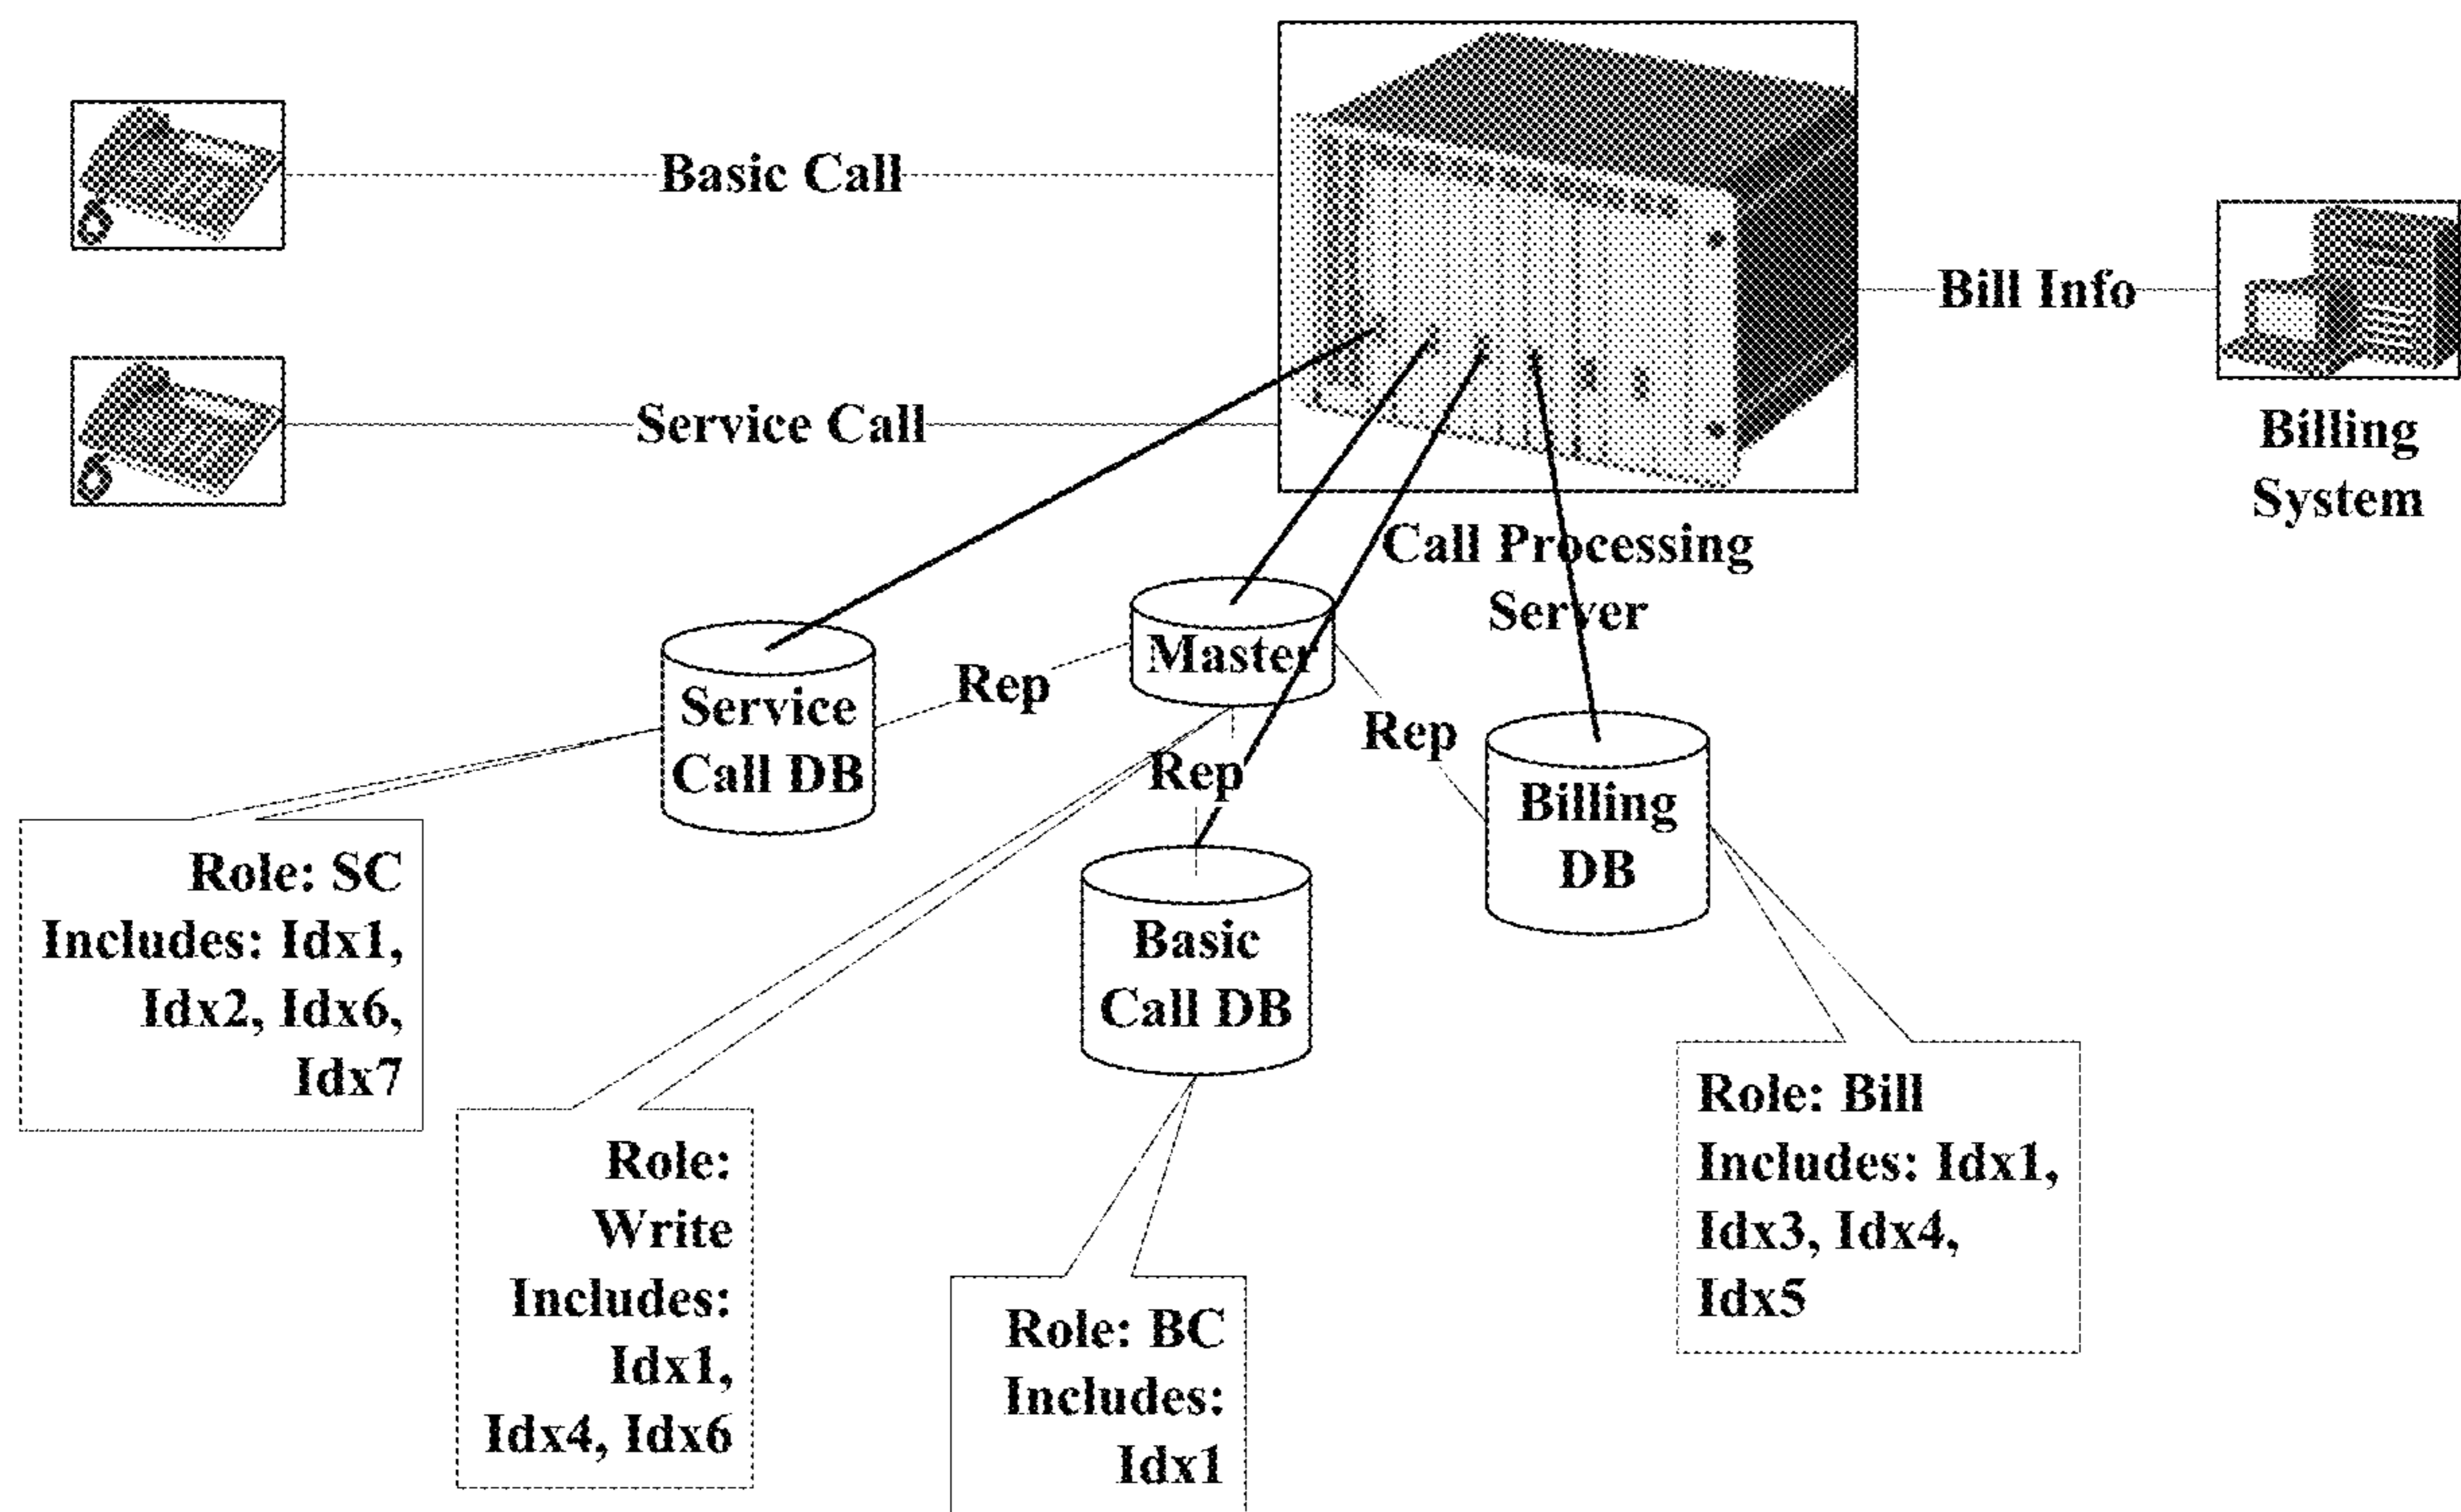 Basic Call
Service Call
Bill Info
Billing
System
Call Processing
Server
Master
Service
Call DB
Rep
Rep
Rep
Billing
DB
Basic
Call DB
Role: SC
Includes: Idx1,
Idx2, Idx6,
Idx7
Role:
Write
Includes:
Idx1,
Idx4, Idx6
Role: BC
Includes:
Idx1
Role: Bill
Includes: Idx1,
Idx3, Idx4,
Idx5